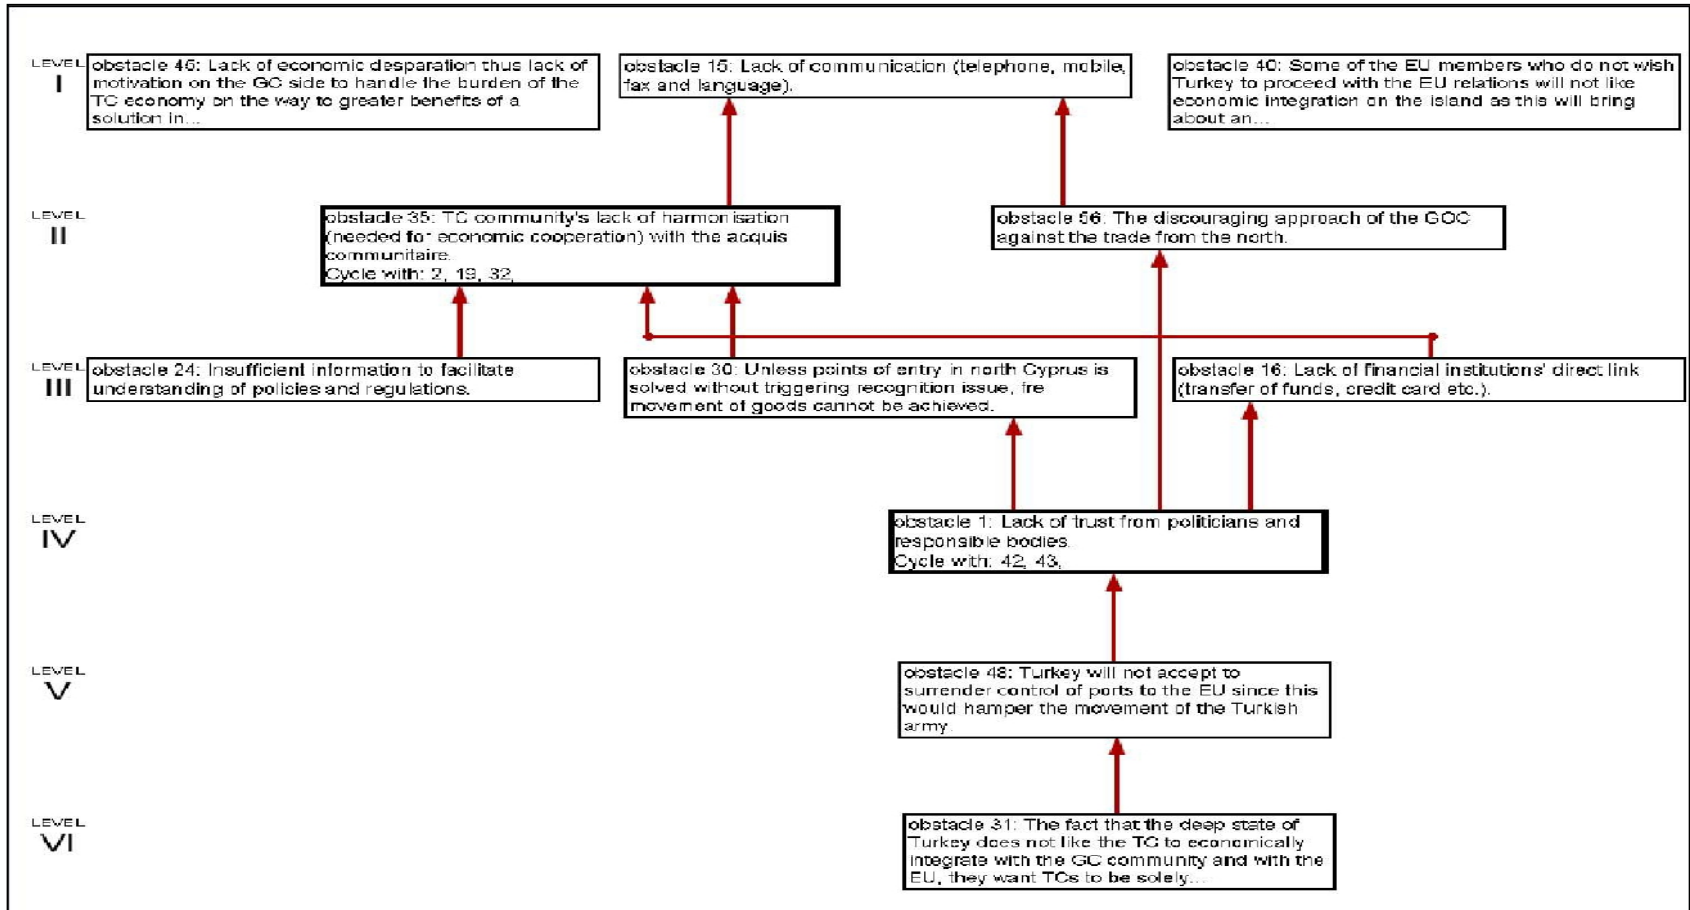 LEVEL
I
obstacle 45: Lack of economic desparation thus lack of
motivation on the GC side to handle the burden of the
TC economy on the way to greater benefits of a
solution in...
obstacle 15: Lack of communication (telephone, mobile,
fax and language).
obstacle 40: Some of the EU members who do not wish
Turkey to proceed with the EU relations will not like
economic integration on the island as this will bring
about an...
LEVEL
II
obstacle 35: TC community's lack of harmonisation
(needed for economic cooperation) with the acquis
communitaire.
Cycle with: 2, 19, 32,
obstacle 56: The discouraging approach of the GOC
against the trade from the north.
LEVEL
III
obstacle 24: Insufficient information to facilitate
understanding of policies and regulations.
obstacle 30: Unless points of entry in north Cyprus is
solved without triggering recognition issue, fre
movement of goods cannot be achieved.
obstacle 16: Lack of financial institutions' direct link
(transfer of funds, credit card etc.).
LEVEL
IV
obstacle 1: Lack of trust from politicians and
responsible bodies.
Cycle with: 42, 43,
LEVEL
V
obstacle 48: Turkey will not accept to
surrender control of ports to the EU since this
would hamper the movement of the Turkish
army.
LEVEL
VI
obstacle 31: The fact that the deep state of
Turkey does not like the TC to economically
integrate with the GC community and with the
EU, they want TCs to be solely...